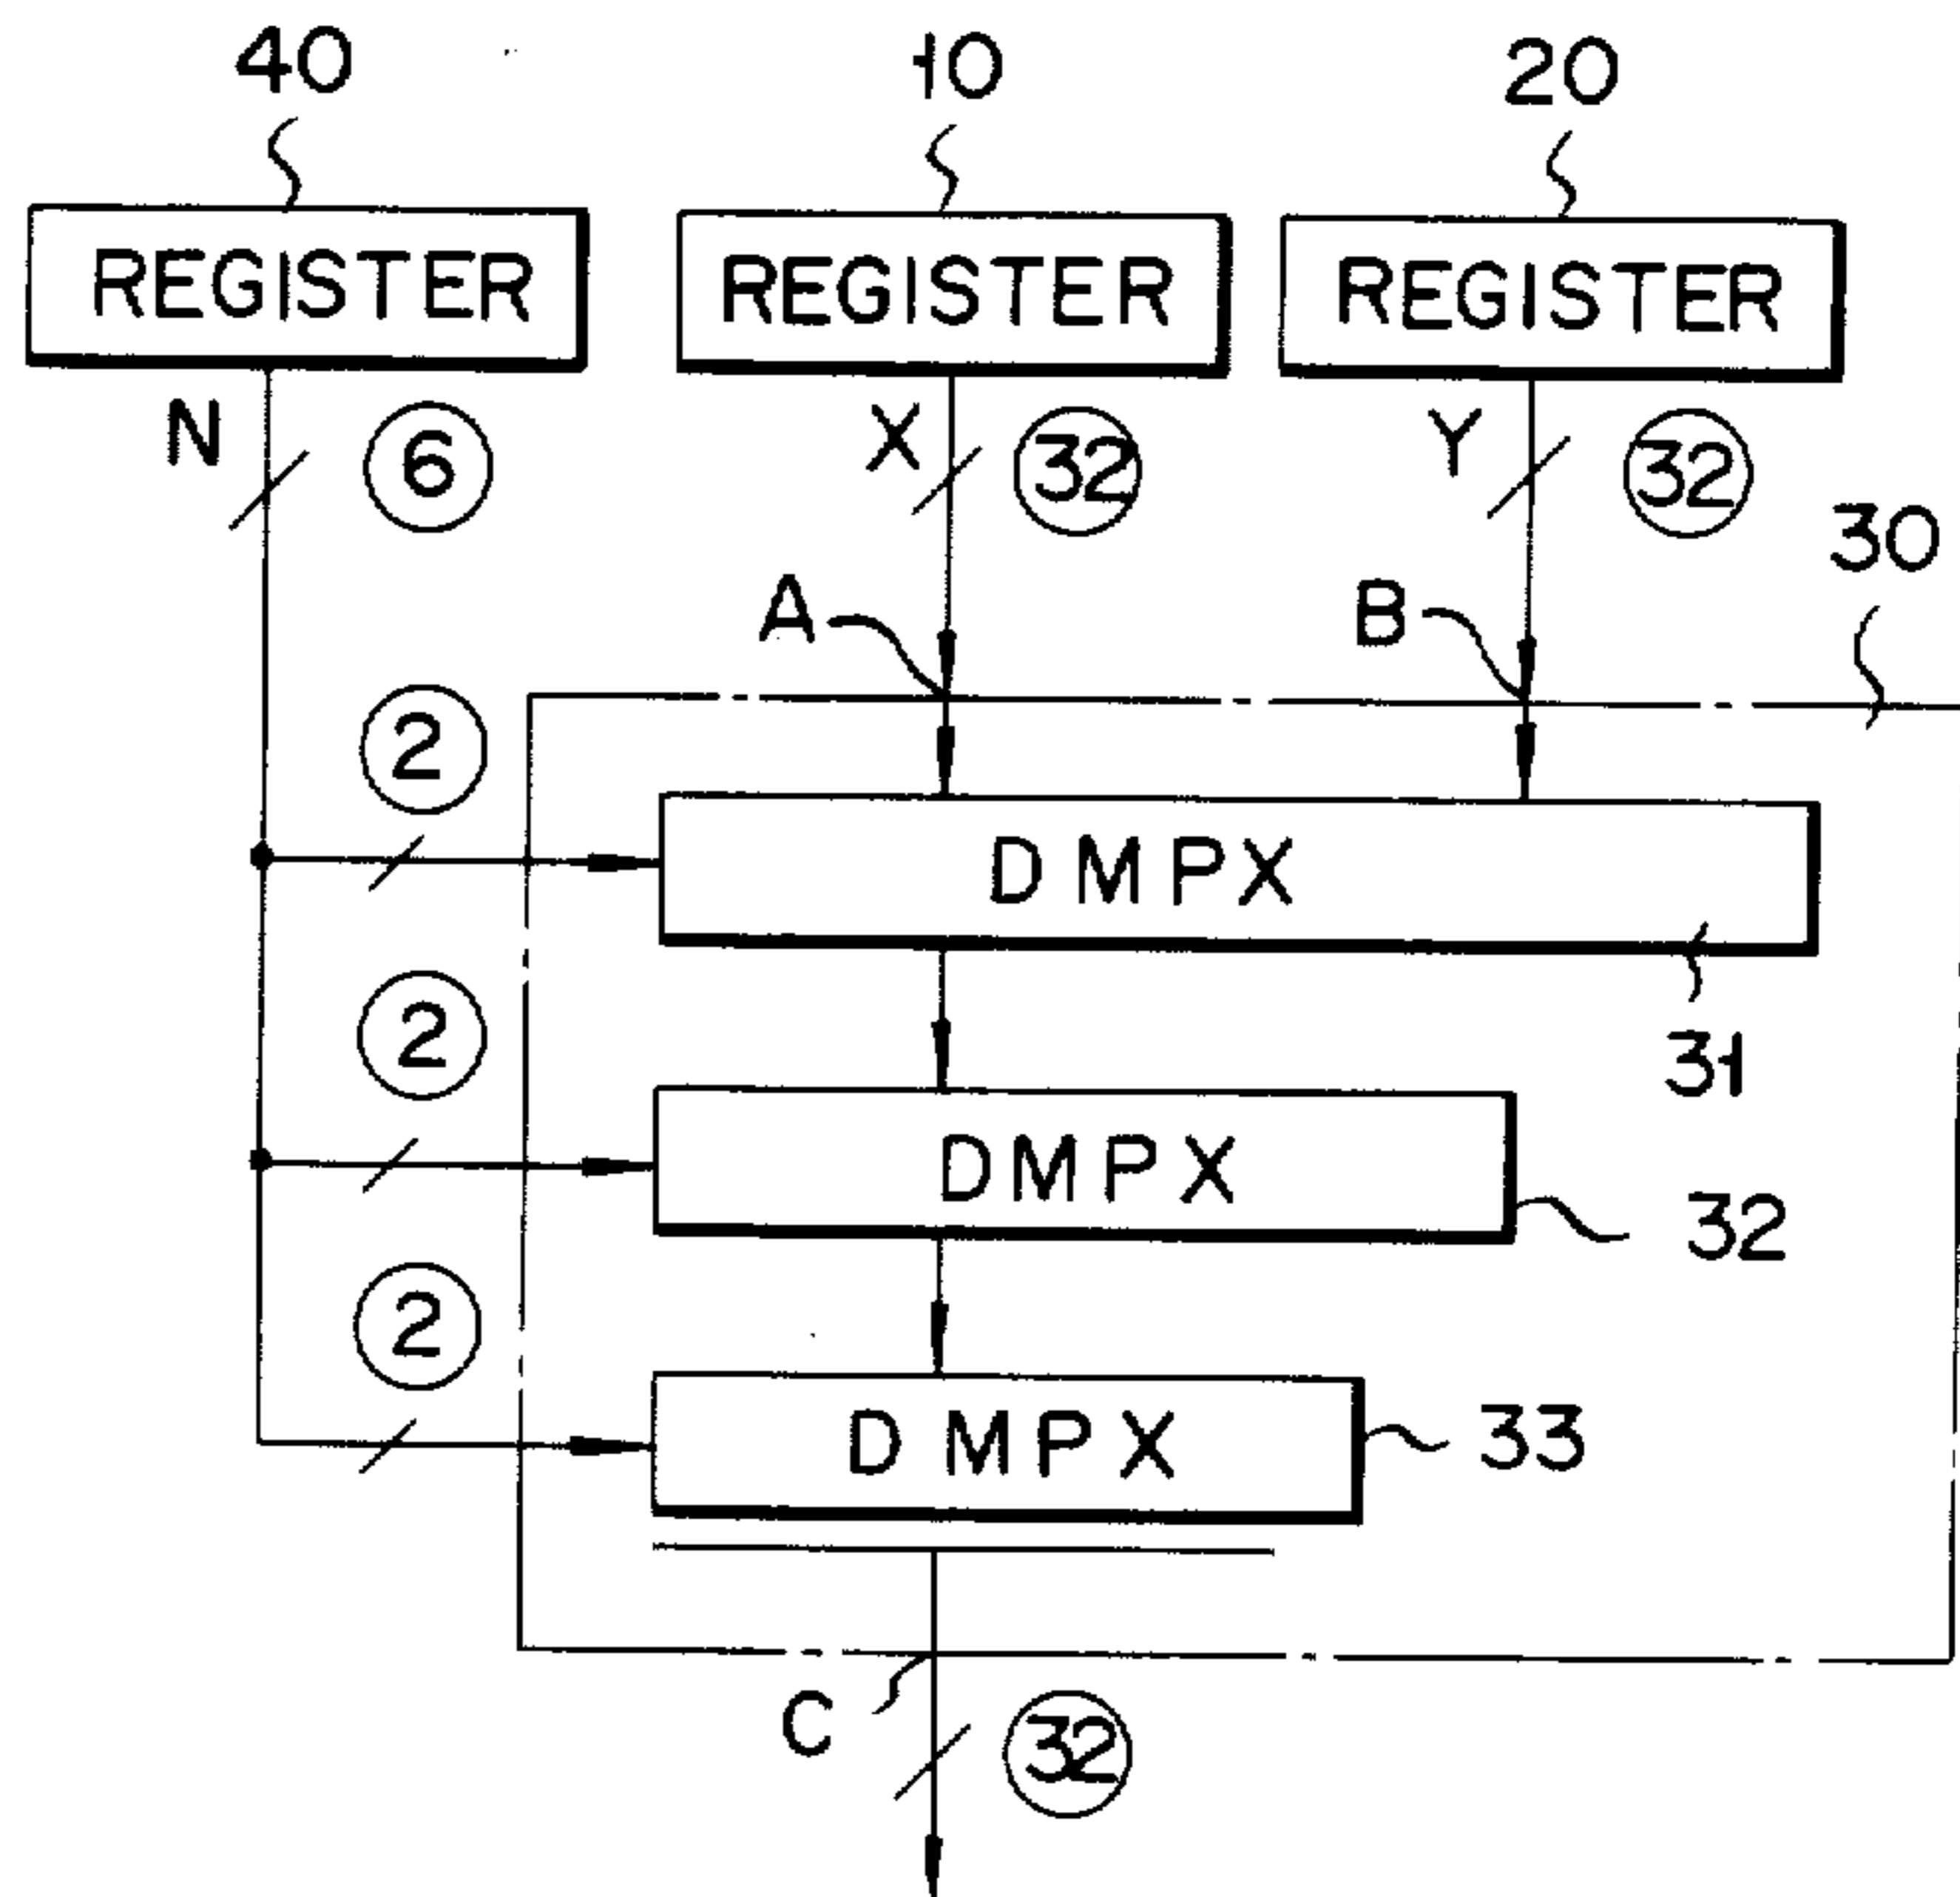 40 10 20
REGISTER REGISTER REGISTER
N 6 X 32 Y 32
30
A B
2
DMPX
2
31
DMPX
32
2
DMPX
33
C 32